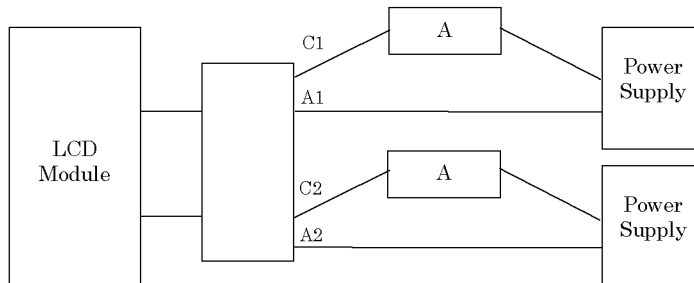 C1
A
Power
Supply
A1
LCD
Module
C2
A
Power
Supply
A2